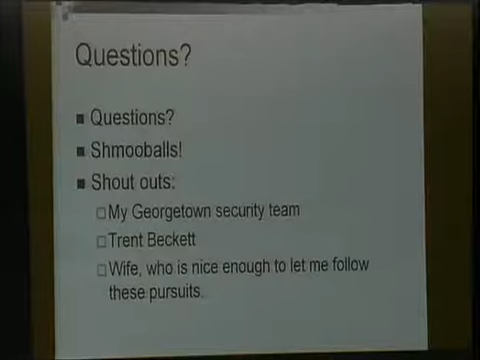 Questions?
Questions?
Shmooballs!
Shout outs:
My Georgetown security team
Trent Beckett
Wife, who is nice enough to let me follow
these pursuits.